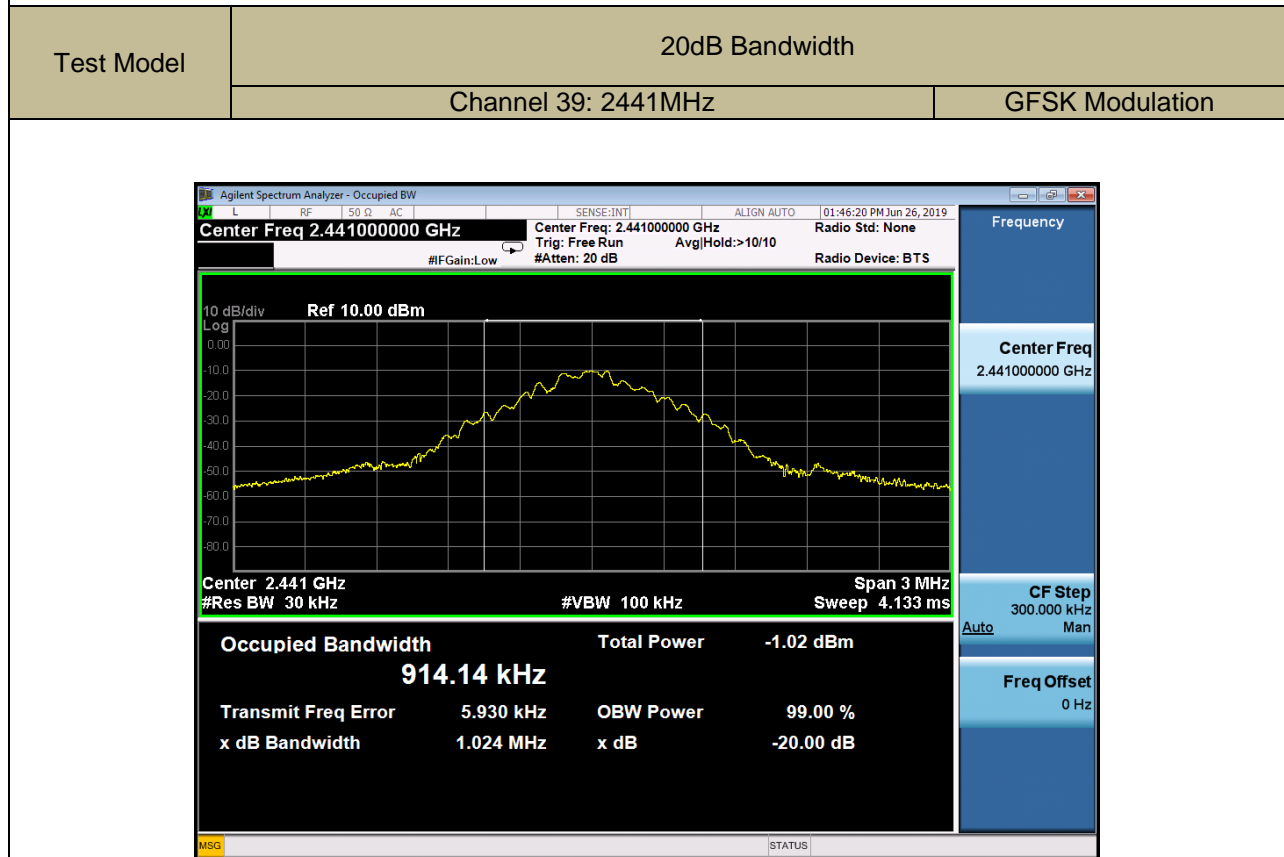 Test Model
20dB Bandwidth
Channel 39: 2441MHz GFSK Modulation
Agilent Spectrum Analyzer - Occupied BW
LXI L RF 50 Ω AC SENSE:INT ALIGN AUTO 01:46:20 PM Jun 26, 2019
Center Freq 2.441000000 GHz
Center Freq: 2.441000000 GHz Radio Std: None
Trig: Free Run Avg|Hold:>10/10
#IFGain:Low #Atten: 20 dB Radio Device: BTS
Frequency
10 dB/div Ref 10.00 dBm
Log
0.00
-10.0
-20.0
-30.0
-40.0
-50.0
-60.0
-70.0
-80.0
Center 2.441 GHz Span 3 MHz
#Res BW 30 kHz #VBW 100 kHz Sweep 4.133 ms
Center Freq
2.441000000 GHz
CF Step
300.000 kHz
Auto Man
Freq Offset
0 Hz
Occupied Bandwidth Total Power -1.02 dBm
914.14 kHz
Transmit Freq Error 5.930 kHz OBW Power 99.00 %
x dB Bandwidth 1.024 MHz x dB -20.00 dB
MSG STATUS